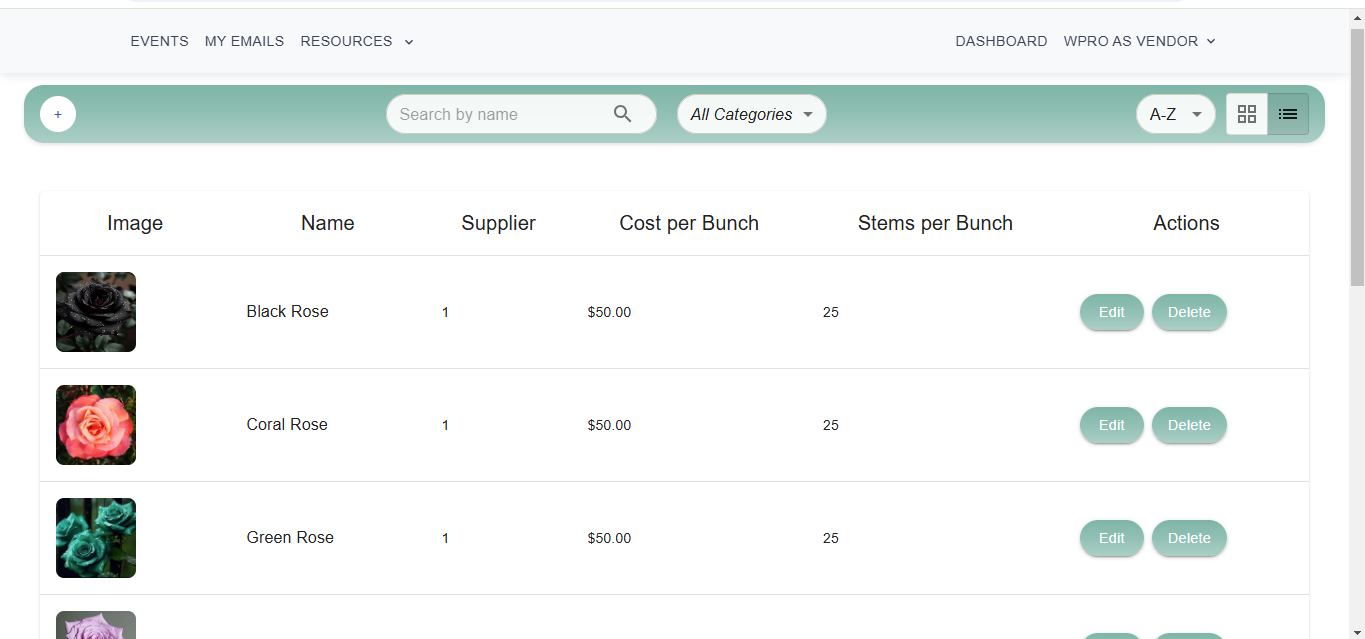 EVENTS MY EMAILS RESOURCES DASHBOARD WPRO AS VENDOR
+ Search by name All Categories A-Z
Image Name Supplier Cost per Bunch Stems per Bunch Actions
Black Rose 1 $50.00 25 Edit Delete
Coral Rose 1 $50.00 25 Edit Delete
Green Rose 1 $50.00 25 Edit Delete